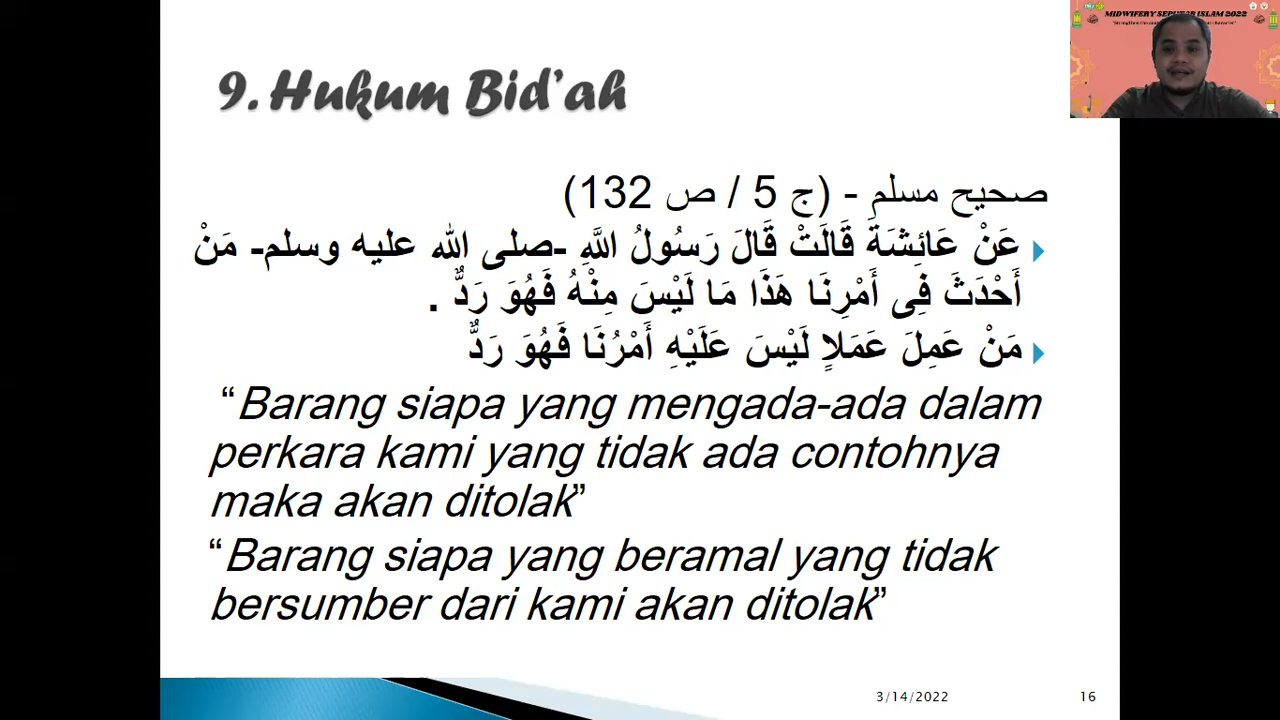 MIDWIFERY SEPUTAR ISLAM 2022
9. Hukum Bid'ah
صحيح مسلم - (ج 5 / ص 132)
عَنْ عَائِشَةَ قَالَتْ قَالَ رَسُولُ اللَّهِ -صلى الله عليه وسلم- مَنْ
أَحْدَثَ فِى أَمْرِنَا هَذَا مَا لَيْسَ مِنْهُ فَهُوَ رَدٌّ .
مَنْ عَمِلَ عَمَلاٍ لَيْسَ عَلَيْهِ أَمْرُنَا فَهُوَ رَدٌّ
“Barang siapa yang mengada-ada dalam
perkara kami yang tidak ada contohnya
maka akan ditolak”
“Barang siapa yang beramal yang tidak
bersumber dari kami akan ditolak”
3/14/2022
16